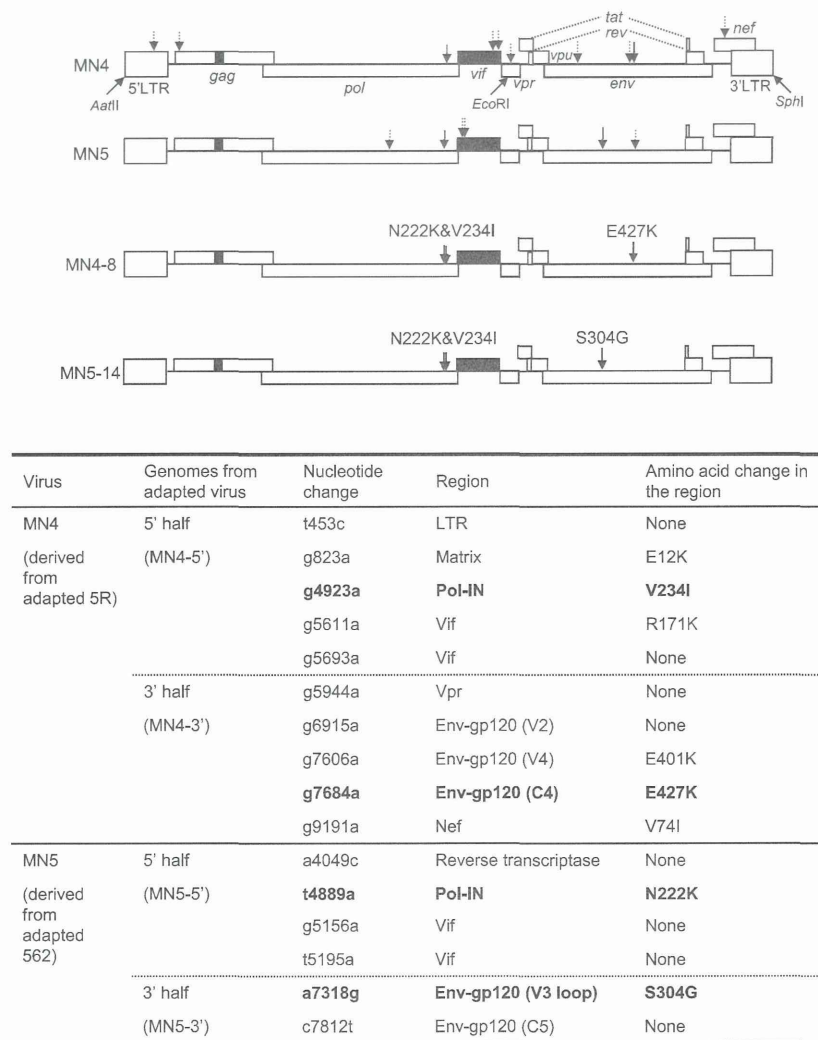 tat
rev
nef
MN4
5'LTR
gag
pol
vif
vpr
vpu
env
3'LTR
AatII
EcoRI
SphI
MN5
N222K&V234I
E427K
MN4-8
N222K&V234I
S304G
MN5-14
Virus Genomes from adapted virus Nucleotide change Region Amino acid change in the region
MN4 5' half t453c LTR None
(derived from adapted 5R) (MN4-5') g823a Matrix E12K
g4923a Pol-IN V234I
g5611a Vif R171K
g5693a Vif None
3' half g5944a Vpr None
(MN4-3') g6915a Env-gp120 (V2) None
g7606a Env-gp120 (V4) E401K
g7684a Env-gp120 (C4) E427K
g9191a Nef V74I
MN5 5' half a4049c Reverse transcriptase None
(derived from adapted 562) (MN5-5') t4889a Pol-IN N222K
g5156a Vif None
t5195a Vif None
3' half a7318g Env-gp120 (V3 loop) S304G
(MN5-3') c7812t Env-gp120 (C5) None